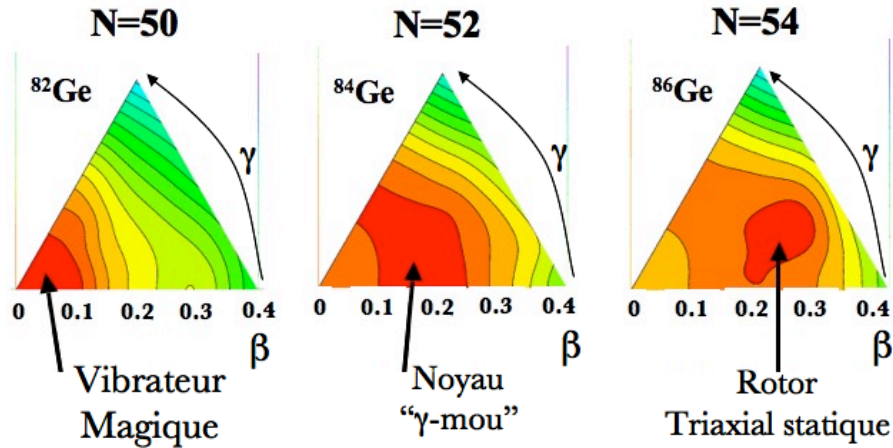 N=50
N=52
N=54
⁸²Ge
⁸⁴Ge
⁸⁶Ge
γ
γ
γ
0 0.1 0.2 0.3 0.4
0 0.1 0.2 0.3 0.4
0 0.1 0.2 0.3 0.4
β
β
β
Vibrateur
Magique
Noyau
“γ-mou”
Rotor
Triaxial statique